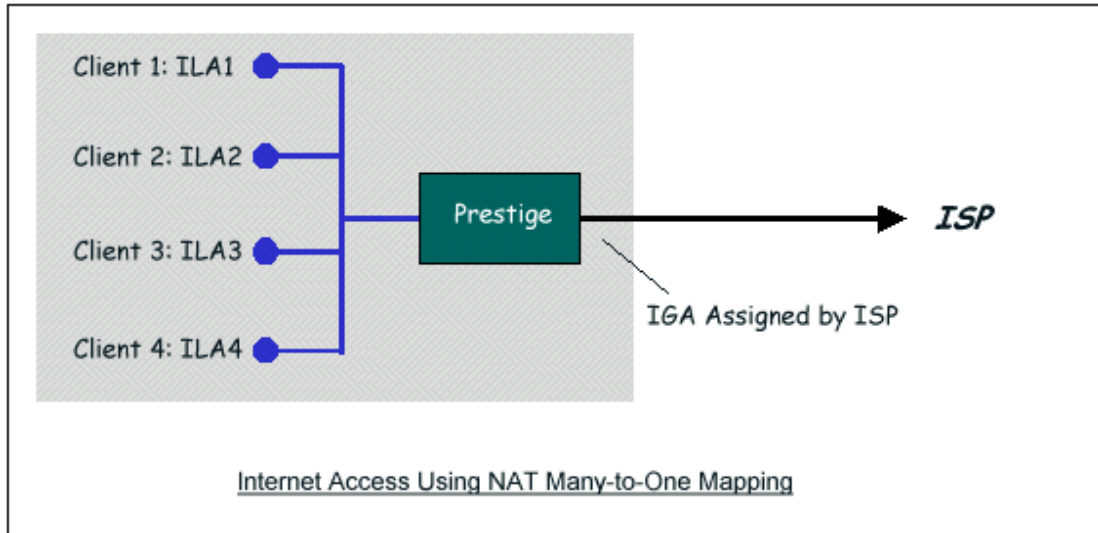 Client 1: ILA1
Client 2: ILA2
Prestige
ISP
Client 3: ILA3
IGA Assigned by ISP
Client 4: ILA4
Internet Access Using NAT Many-to-One Mapping